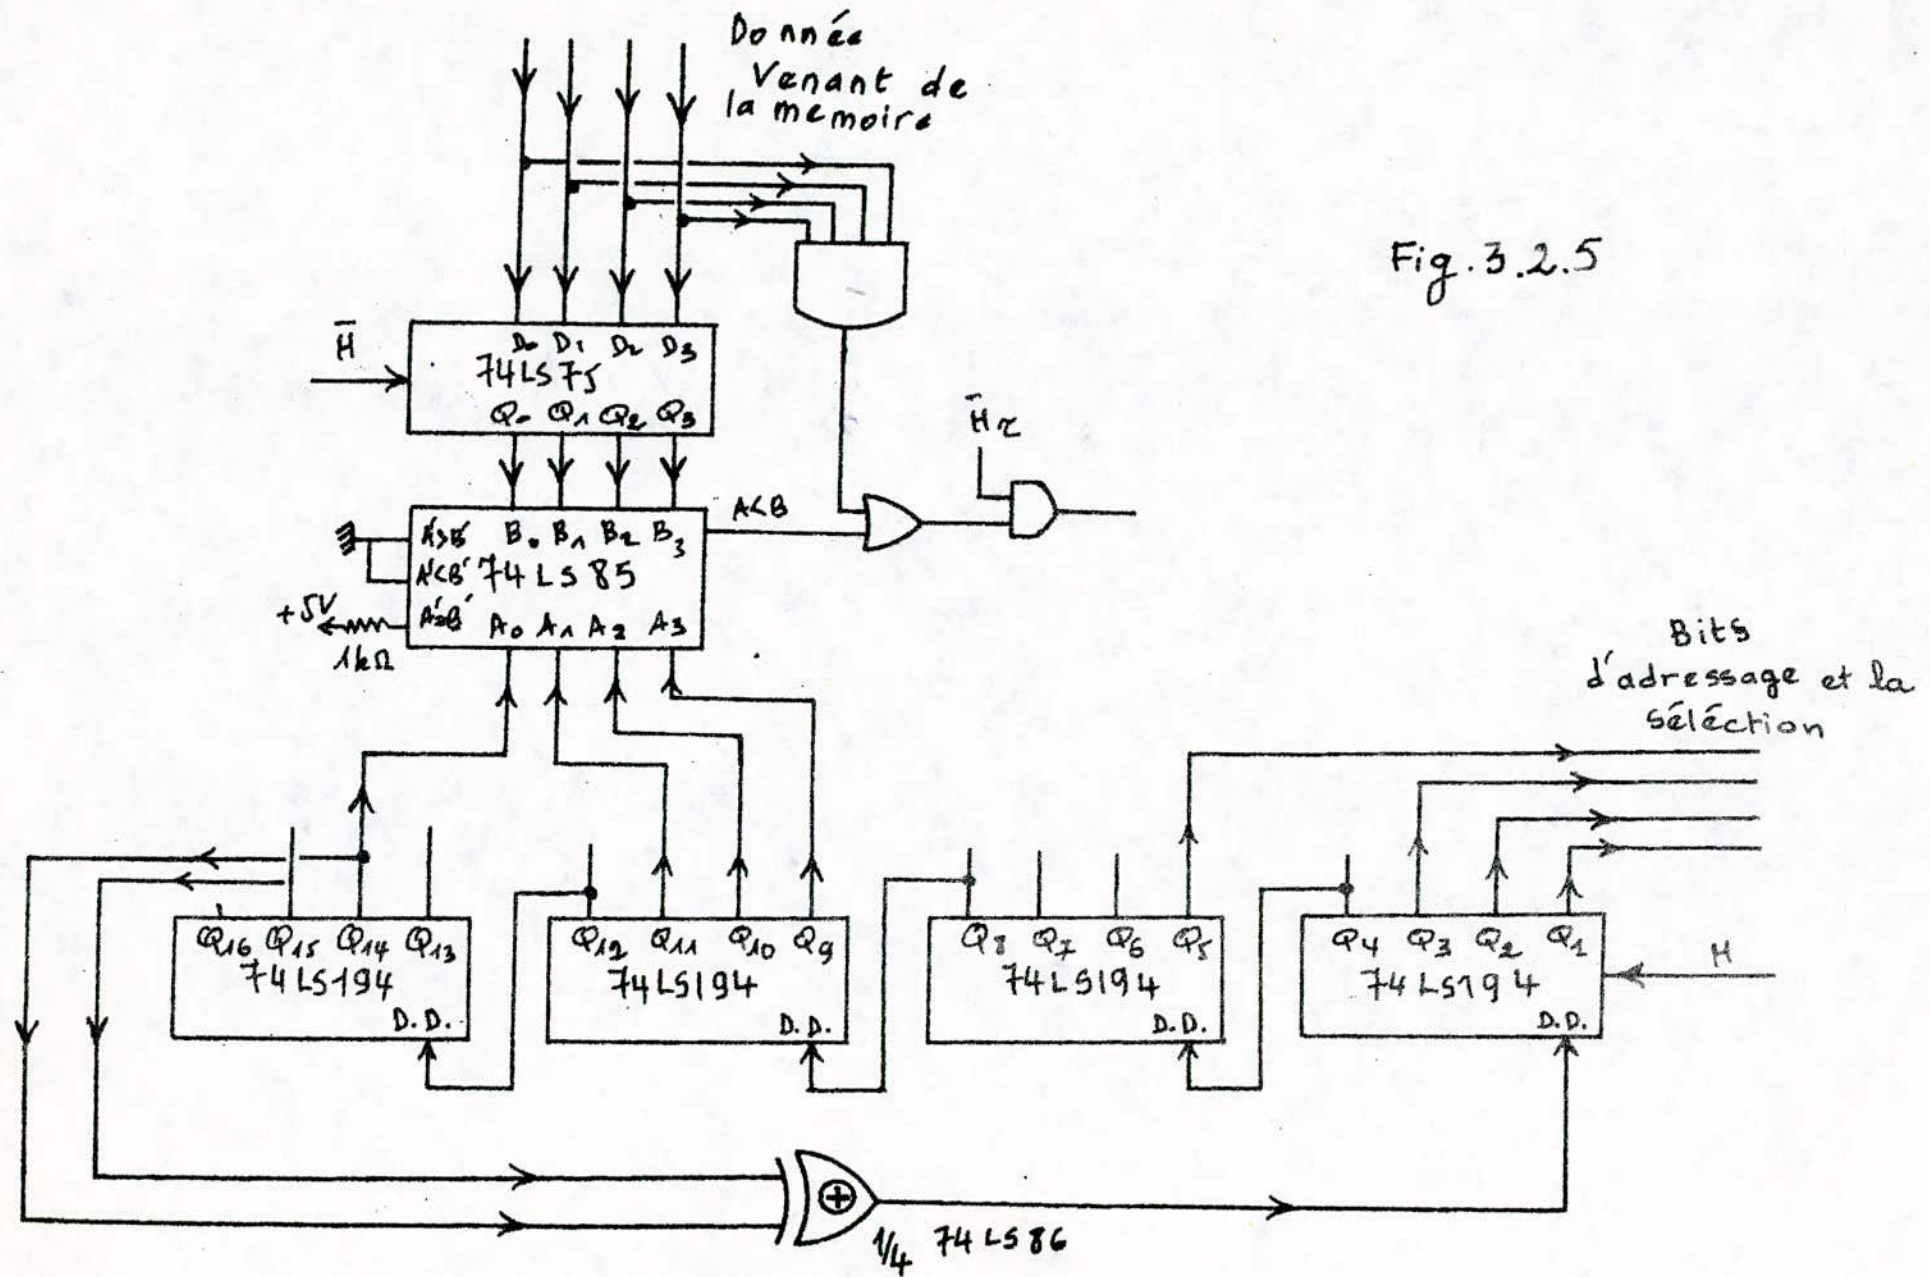 Donnée
Venant de
la memoire
Fig. 3.2.5
H̄
D₀ D₁ D₂ D₃
74LS75
Q₀ Q₁ Q₂ Q₃
H̄τ
A<B
A'>B' B₀ B₁ B₂ B₃
A'<B' 74LS85
A'=B' A₀ A₁ A₂ A₃
+5V
1kΩ
Bits
d'adressage et la
séléction
Q₁₆ Q₁₅ Q₁₄ Q₁₃
74LS194
D.D.
Q₁₂ Q₁₁ Q₁₀ Q₉
74LS194
D.D.
Q₈ Q₇ Q₆ Q₅
74LS194
D.D.
Q₄ Q₃ Q₂ Q₁
74LS194
D.D.
H
1/4 74LS86